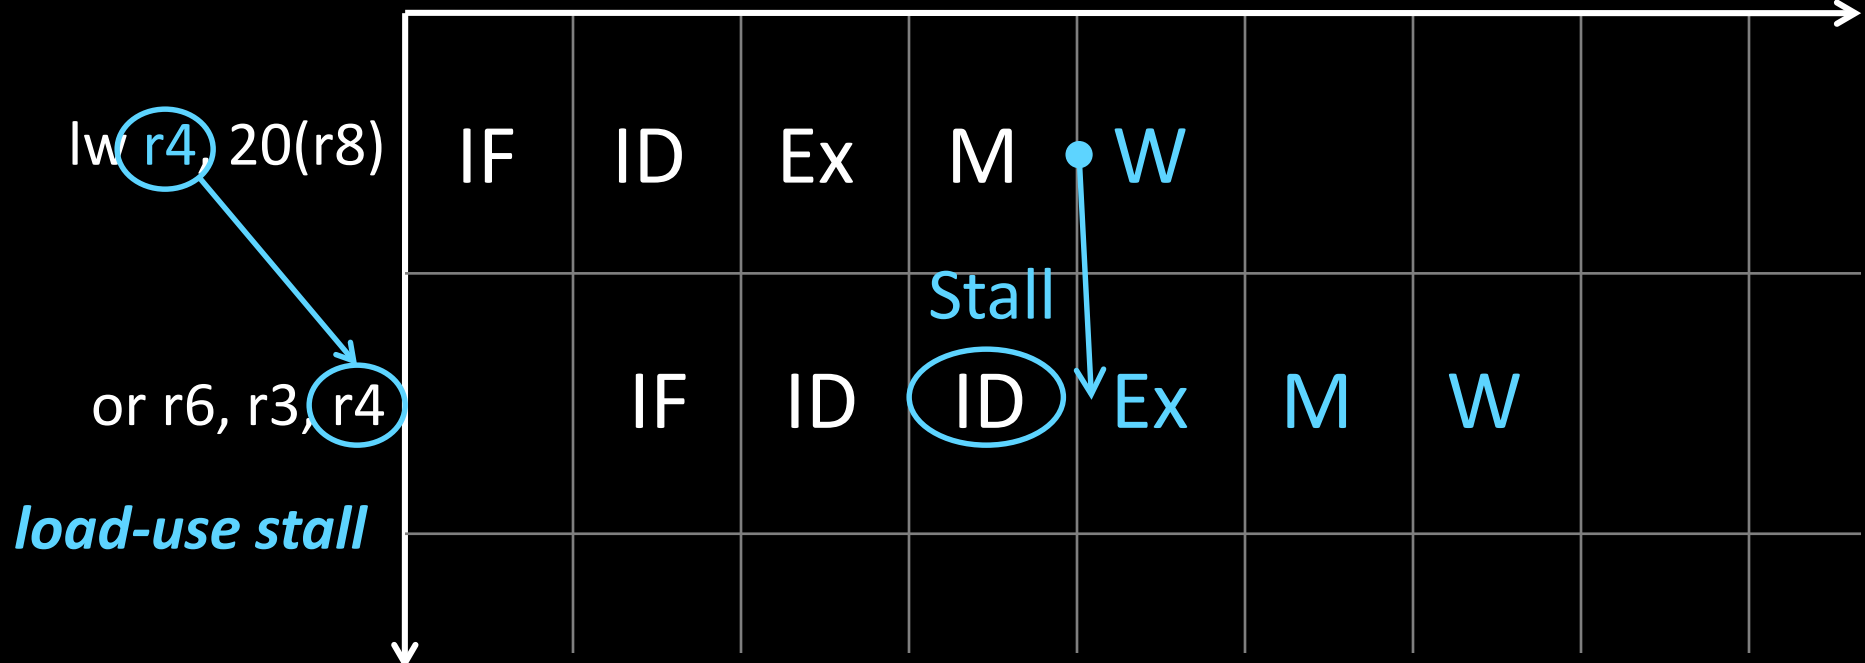 lw r4, 20(r8) IF ID Ex M W
Stall
or r6, r3, r4 IF ID ID Ex M W
load-use stall